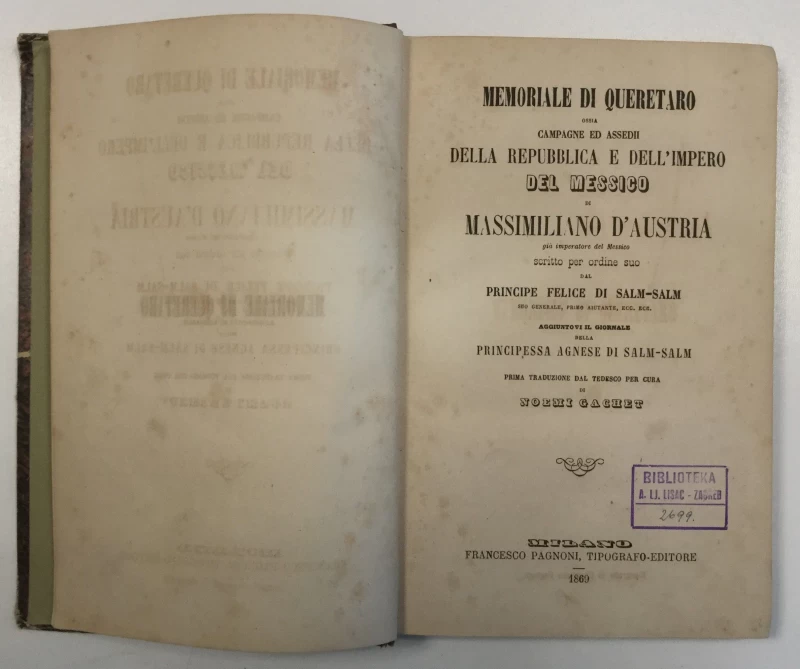 MEMORIALE DI QUERETARO
OSSIA
CAMPAGNE ED ASSEDII
DELLA REPUBBLICA E DELL'IMPERO
DEL MESSICO
DI
MASSIMILIANO D'AUSTRIA
già imperatore del Messico
scritto per ordine suo
DAL
PRINCIPE FELICE DI SALM-SALM
SUO GENERALE, PRIMO AIUTANTE, ECC. ECC.
AGGIUNTOVI IL GIORNALE
DELLA
PRINCIPESSA AGNESE DI SALM-SALM
PRIMA TRADUZIONE DAL TEDESCO PER CURA
DI
NOEMI GACHET
BIBLIOTEKA
A. LJ. LISAC - ZAGREB
2699.
MILANO
FRANCESCO PAGNONI, TIPOGRAFO-EDITORE
1869